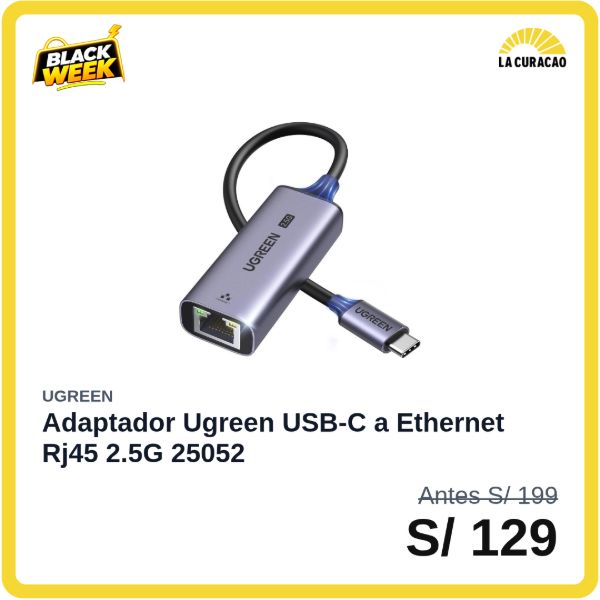 BLACK
WEEK
LA CURACAO
UGREEN
2.5G
UGREEN
UGREEN
Adaptador Ugreen USB-C a Ethernet
Rj45 2.5G 25052
Antes S/ 199
S/ 129